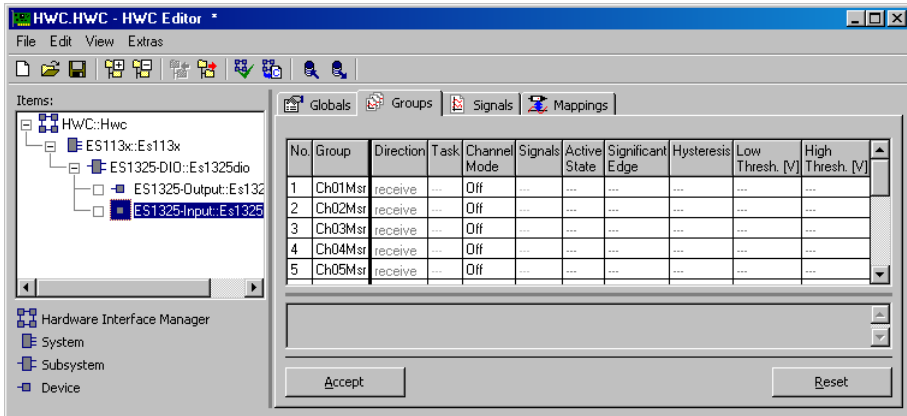 HWC.HWC - HWC Editor *
File Edit View Extras
Items:
HWC::Hwc
ES113x::Es113x
ES1325-DIO::Es1325dio
ES1325-Output::Es132
ES1325-Input::Es1325
Hardware Interface Manager
System
Subsystem
Device
Globals Groups Signals Mappings
No. Group Direction Task Channel Mode Signals Active State Significant Edge Hysteresis Low Thresh. [V] High Thresh. [V]
1 Ch01Msr receive --- Off --- --- --- --- --- ---
2 Ch02Msr receive --- Off --- --- --- --- --- ---
3 Ch03Msr receive --- Off --- --- --- --- --- ---
4 Ch04Msr receive --- Off --- --- --- --- --- ---
5 Ch05Msr receive --- Off --- --- --- --- --- ---
Accept Reset